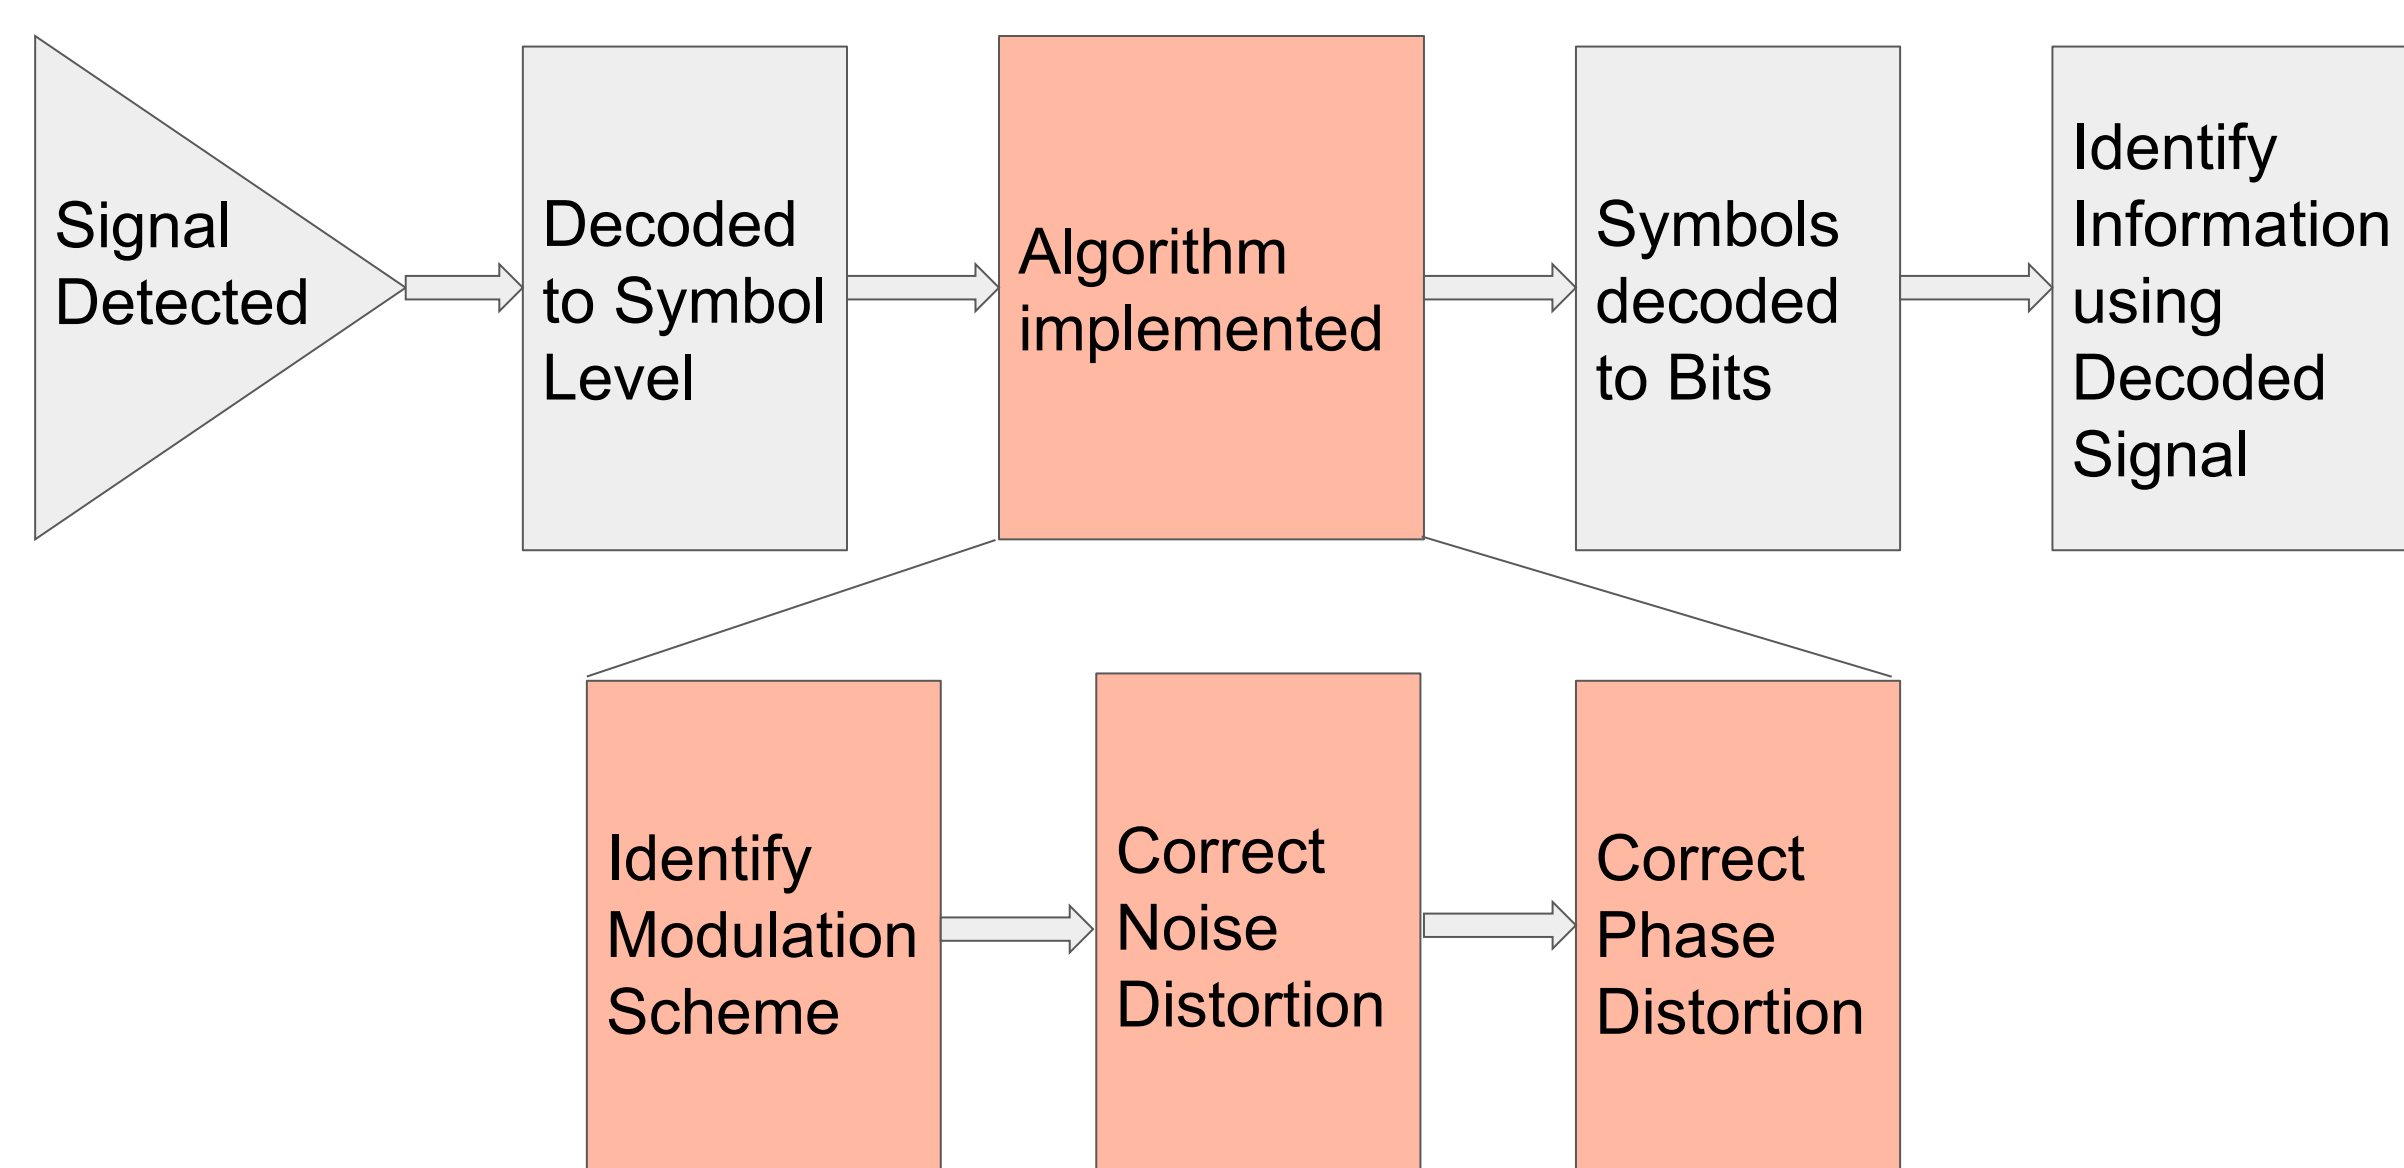 Signal
Detected
Decoded
to Symbol
Level
Algorithm
implemented
Symbols
decoded
to Bits
Identify
Information
using
Decoded
Signal
Identify
Modulation
Scheme
Correct
Noise
Distortion
Correct
Phase
Distortion